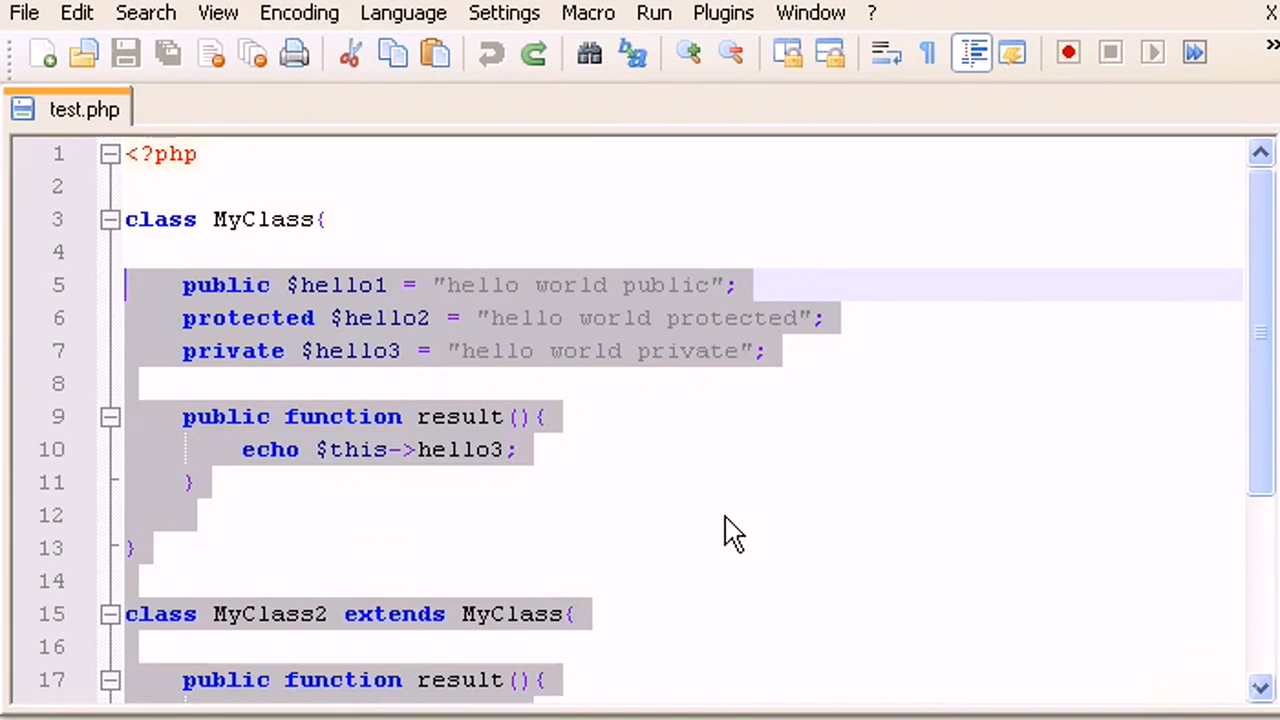 File Edit Search View Encoding Language Settings Macro Run Plugins Window ? X
test.php
1 <?php
2
3 class MyClass{
4
5 public $hello1 = "hello world public";
6 protected $hello2 = "hello world protected";
7 private $hello3 = "hello world private";
8
9 public function result(){
10 echo $this->hello3;
11 }
12
13 }
14
15 class MyClass2 extends MyClass{
16
17 public function result(){